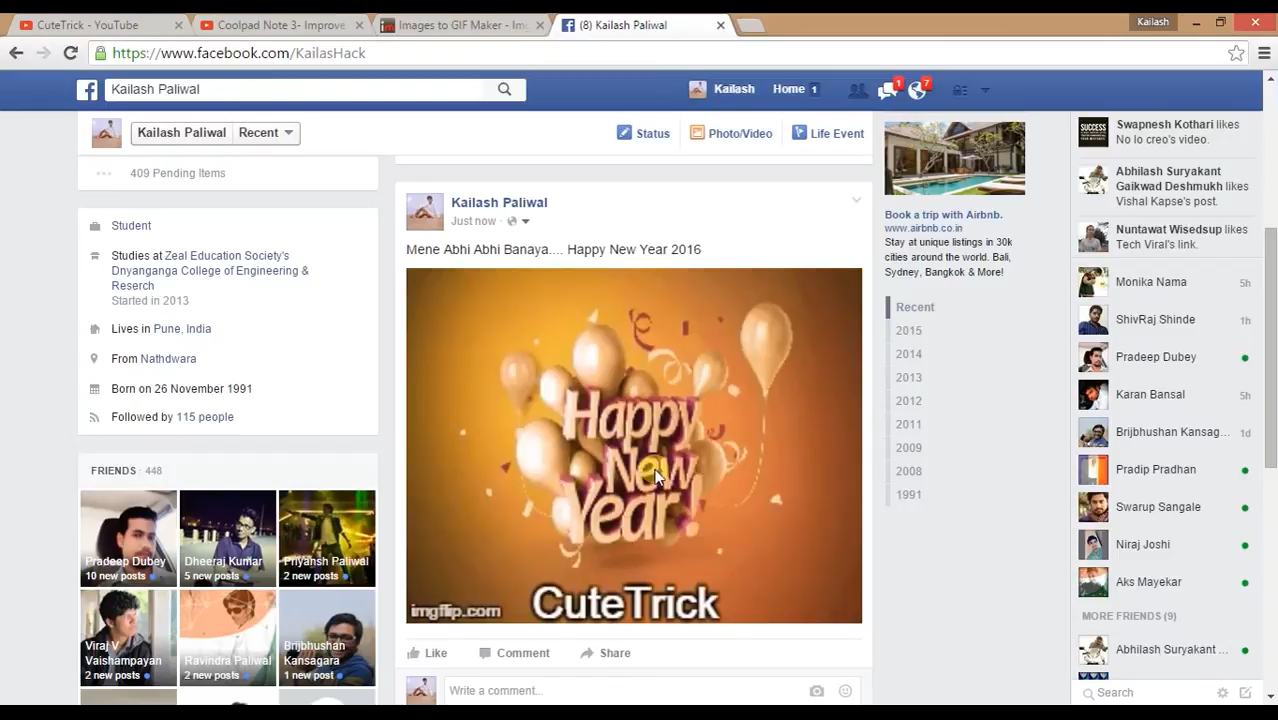 CuteTrick - YouTube
Coolpad Note 3- Improve
Images to GIF Maker - Img
(8) Kailash Paliwal
Kailash
https://www.facebook.com/KailasHack
Kailash Paliwal
Kailash
Home 1
1
7
Kailash Paliwal
Recent
Status
Photo/Video
Life Event
409 Pending Items
Student
Studies at Zeal Education Society's
Dnyanganga College of Engineering &
Reserch
Started in 2013
Lives in Pune, India
From Nathdwara
Born on 26 November 1991
Followed by 115 people
FRIENDS · 448
Pradeep Dubey
10 new posts
Dheeraj Kumar
5 new posts
Priyansh Paliwal
2 new posts
Viraj V
Vaishampayan
2 new posts
Ravindra Paliwal
2 new posts
Brijbhushan
Kansagara
1 new post
Kailash Paliwal
Just now
Mene Abhi Abhi Banaya.... Happy New Year 2016
Happy
New
Year!
imgflip.com
CuteTrick
Like
Comment
Share
Write a comment...
Book a trip with Airbnb.
www.airbnb.co.in
Stay at unique listings in 30k
cities around the world. Bali,
Sydney, Bangkok & More!
Recent
2015
2014
2013
2012
2011
2009
2008
1991
SUCCESS
Swapnesh Kothari likes
No lo creo's video.
Abhilash Suryakant
Gaikwad Deshmukh likes
Vishal Kapse's post.
Nuntawat Wisedsup likes
Tech Viral's link.
Monika Nama 5h
ShivRaj Shinde 1h
Pradeep Dubey
Karan Bansal 5h
Brijbhushan Kansag... 1d
Pradip Pradhan
Swarup Sangale
Niraj Joshi
Aks Mayekar
MORE FRIENDS (9)
Abhilash Suryakant ...
Search